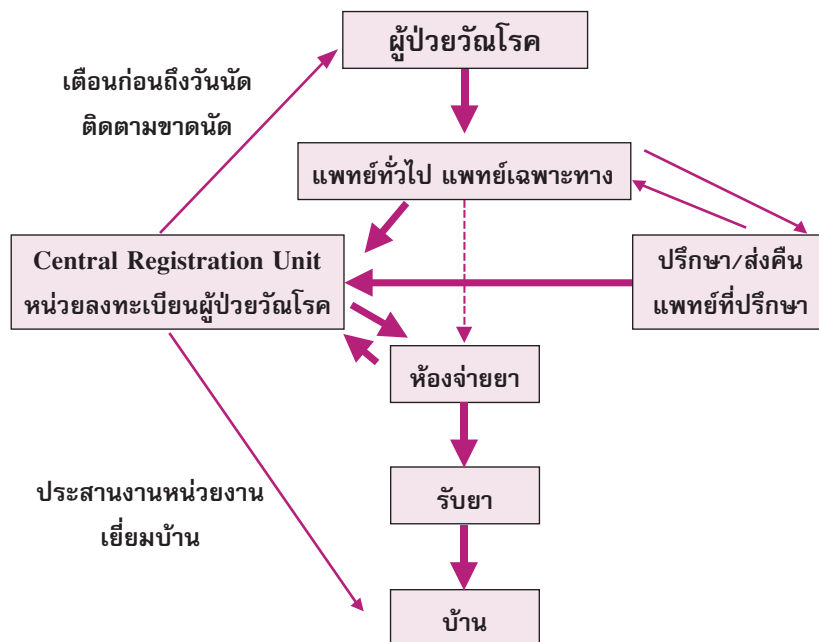 ผู้ป่วยวัณโรค
เตือนก่อนถึงวันนัด
ติดตามขาดนัด
แพทย์ทั่วไป แพทย์เฉพาะทาง
Central Registration Unit
หน่วยลงทะเบียนผู้ป่วยวัณโรค
ปรึกษา/ส่งคืน
แพทย์ที่ปรึกษา
ห้องจ่ายยา
รับยา
ประสานงานหน่วยงาน
เยี่ยมบ้าน
บ้าน